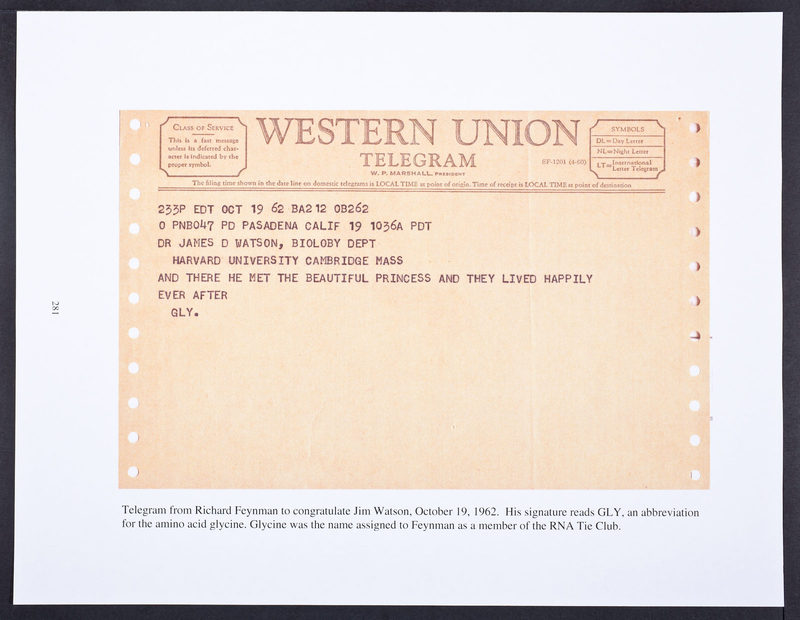 CLASS OF SERVICE
This is a fast message
unless its deferred char-
acter is indicated by the
proper symbol.
WESTERN UNION
TELEGRAM
W. P. MARSHALL, PRESIDENT
SF-1201 (4-60)
SYMBOLS
DL=Day Letter
NL=Night Letter
LT=International Letter Telegram
The filing time shown in the date line on domestic telegrams is LOCAL TIME at point of origin. Time of receipt is LOCAL TIME at point of destination
233P EDT OCT 19 62 BA212 OB262
O PNB047 PD PASADENA CALIF 19 1036A PDT
DR JAMES D WATSON, BIOLOBY DEPT
HARVARD UNIVERSITY CAMBRIDGE MASS
AND THERE HE MET THE BEAUTIFUL PRINCESS AND THEY LIVED HAPPILY
EVER AFTER
GLY.
281
Telegram from Richard Feynman to congratulate Jim Watson, October 19, 1962. His signature reads GLY, an abbreviation
for the amino acid glycine. Glycine was the name assigned to Feynman as a member of the RNA Tie Club.